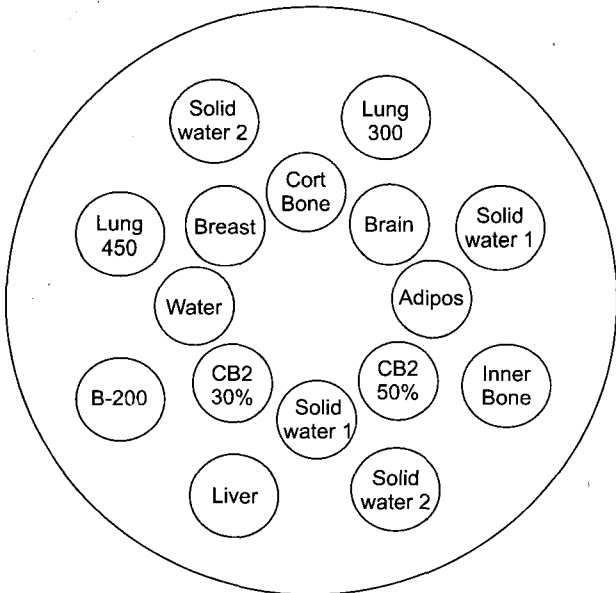 Solid
water 2
Lung
300
Cort
Bone
Lung
450
Breast
Brain
Solid
water 1
Water
Adipos
B-200
CB2
30%
Solid
water 1
CB2
50%
Inner
Bone
Liver
Solid
water 2